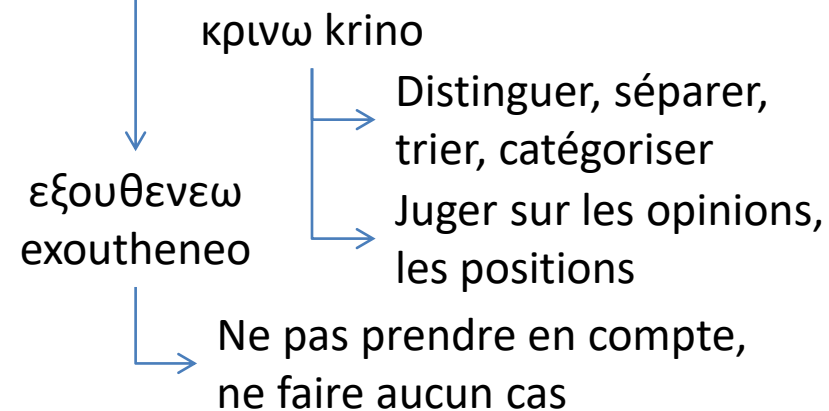 κρινω krino
Distinguer, séparer,
trier, catégoriser
Juger sur les opinions,
les positions
εξουθενεω
exoutheneo
Ne pas prendre en compte,
ne faire aucun cas